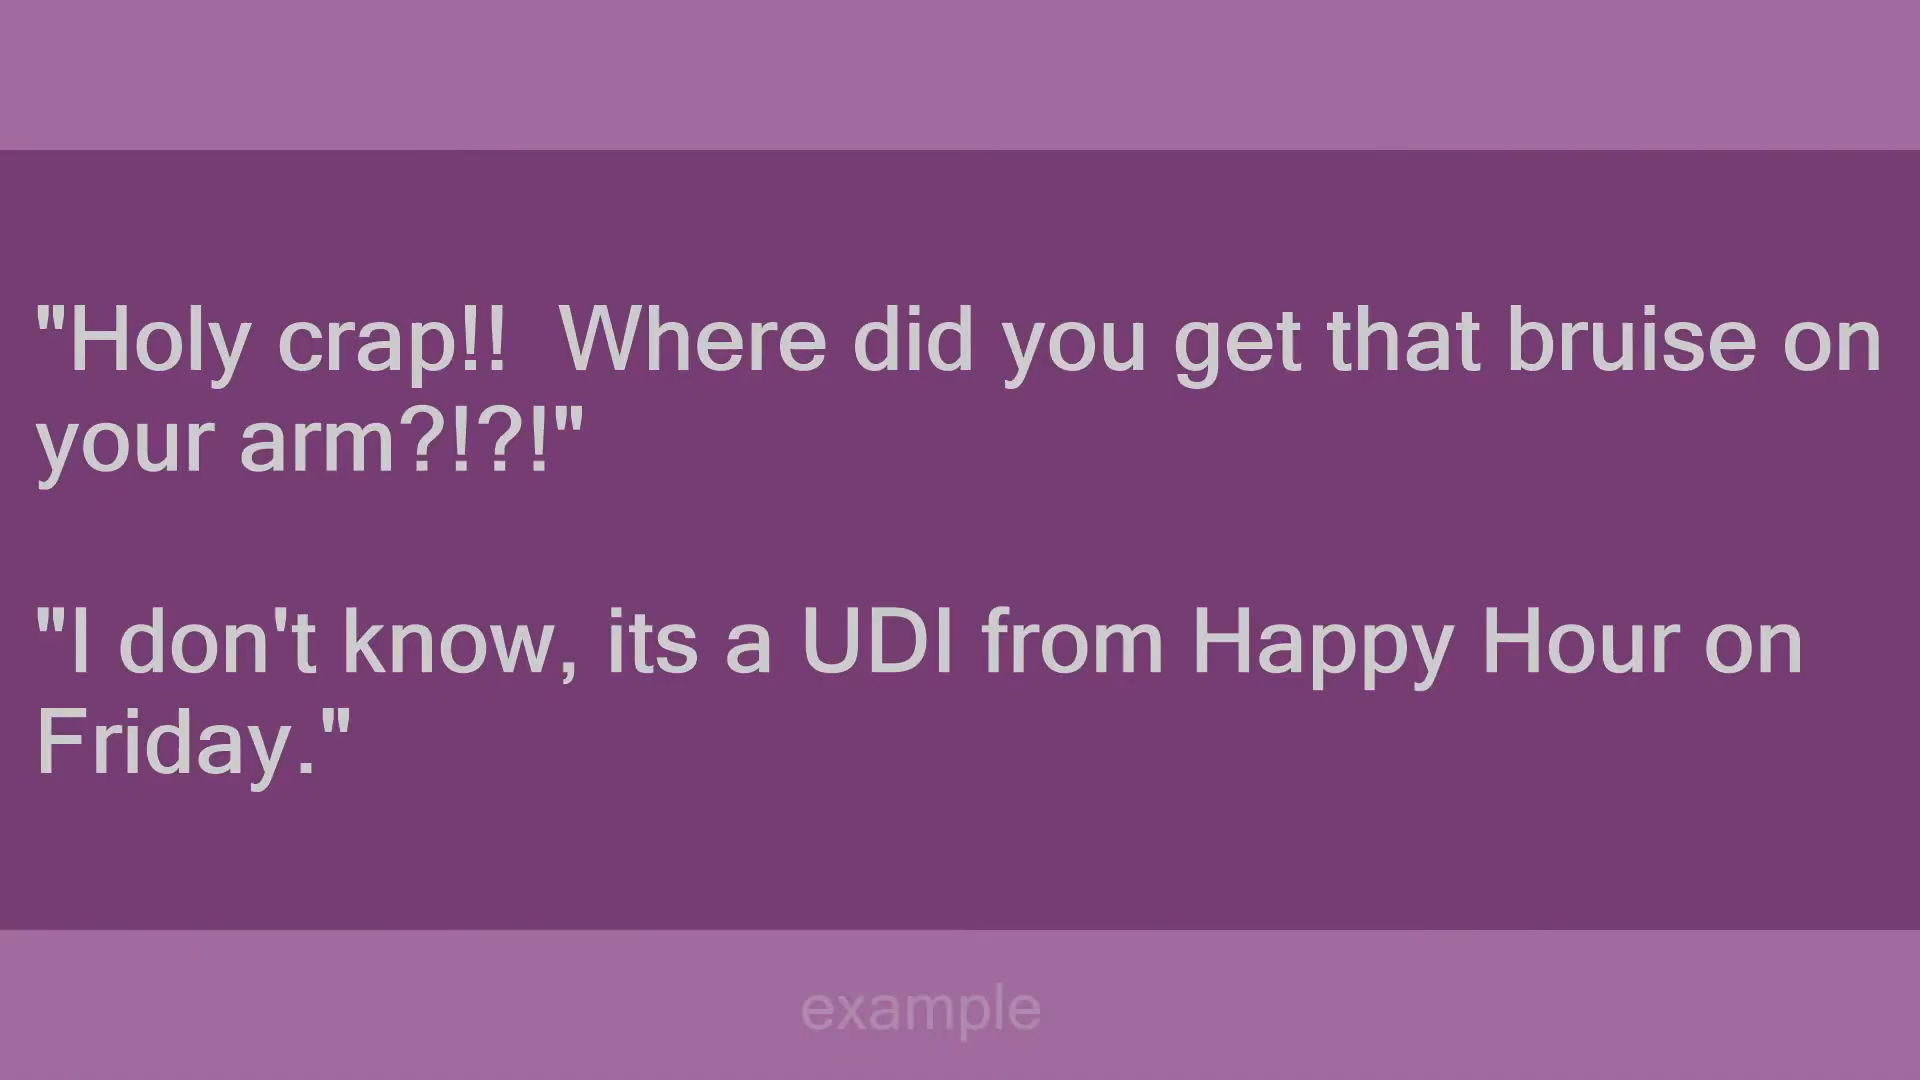 "Holy crap!!  Where did you get that bruise on
your arm?!?!"
"I don't know, its a UDI from Happy Hour on
Friday."
example